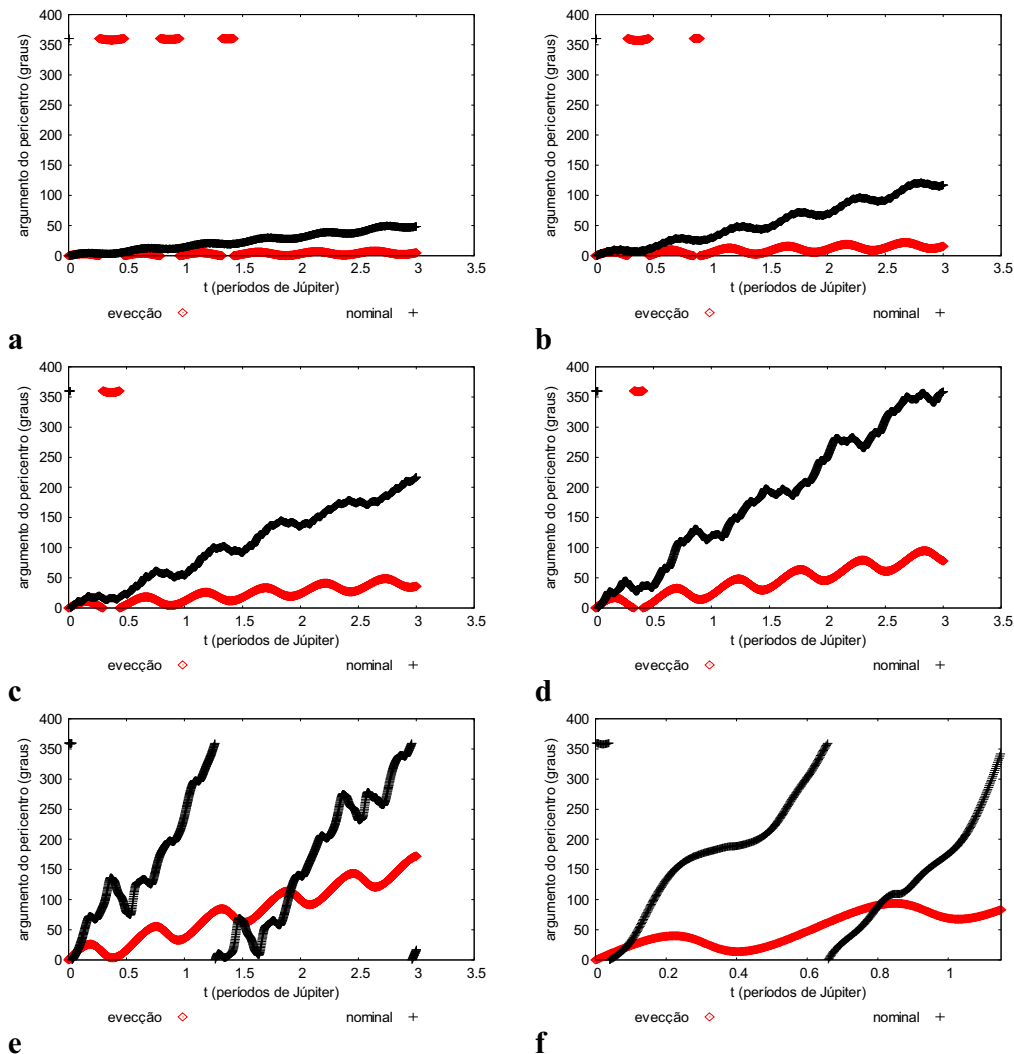 400
350
300
250
200
150
100
50
0
argumento do pericentro (graus)
0 0.5 1 1.5 2 2.5 3 3.5
t (períodos de Júpiter)
evecção nominal
a
400
350
300
250
200
150
100
50
0
argumento do pericentro (graus)
0 0.5 1 1.5 2 2.5 3 3.5
t (períodos de Júpiter)
evecção nominal
b
400
350
300
250
200
150
100
50
0
argumento do pericentro (graus)
0 0.5 1 1.5 2 2.5 3 3.5
t (períodos de Júpiter)
evecção nominal
c
400
350
300
250
200
150
100
50
0
argumento do pericentro (graus)
0 0.5 1 1.5 2 2.5 3 3.5
t (períodos de Júpiter)
evecção nominal
d
400
350
300
250
200
150
100
50
0
argumento do pericentro (graus)
0 0.5 1 1.5 2 2.5 3 3.5
t (períodos de Júpiter)
evecção nominal
e
400
350
300
250
200
150
100
50
0
argumento do pericentro (graus)
0 0.2 0.4 0.6 0.8 1
t (períodos de Júpiter)
evecção nominal
f